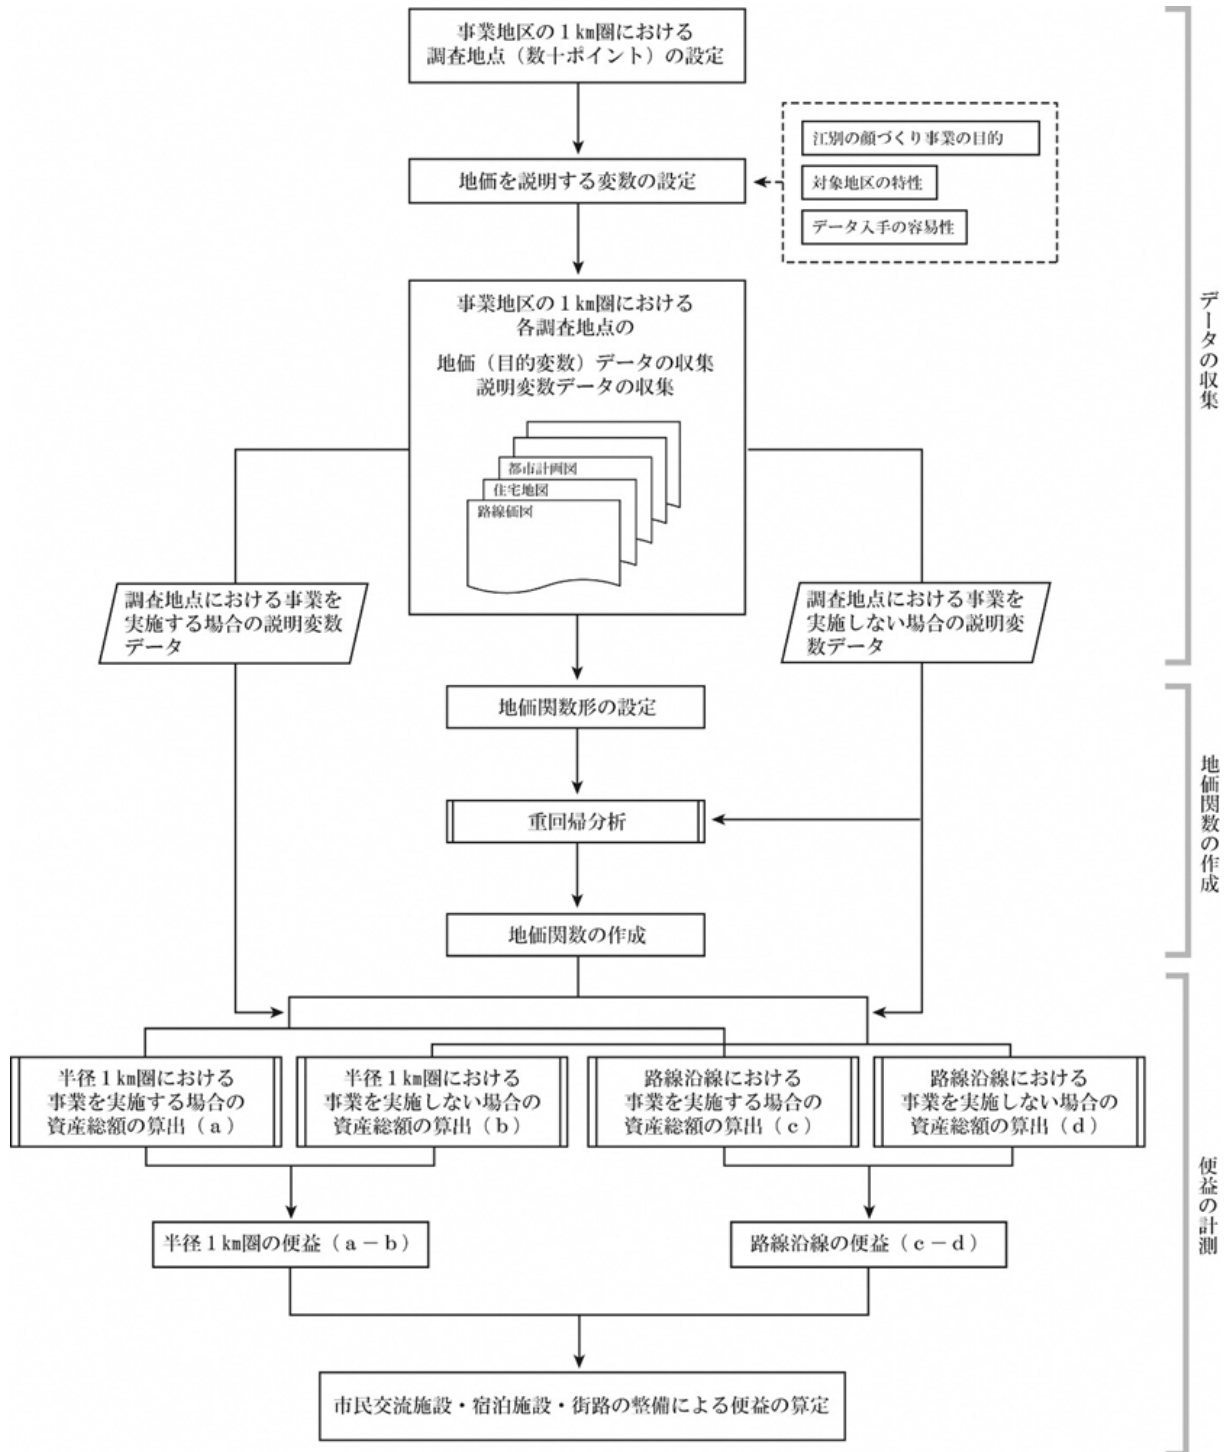 事業地区の１㎞圏における
調査地点（数十ポイント）の設定
地価を説明する変数の設定
江別の顔づくり事業の目的
対象地区の特性
データ入手の容易性
事業地区の１㎞圏における
各調査地点の
地価（目的変数）データの収集
説明変数データの収集
都市計画図
住宅地図
路線価図
調査地点における事業を
実施する場合の説明変数
データ
調査地点における事業を
実施しない場合の説明変
数データ
データの収集
地価関数形の設定
重回帰分析
地価関数の作成
地価関数の作成
半径１㎞圏における
事業を実施する場合の
資産総額の算出（ａ）
半径１㎞圏における
事業を実施しない場合の
資産総額の算出（ｂ）
路線沿線における
事業を実施する場合の
資産総額の算出（ｃ）
路線沿線における
事業を実施しない場合の
資産総額の算出（ｄ）
半径１㎞圏の便益（ａ－ｂ）
路線沿線の便益（ｃ－ｄ）
市民交流施設・宿泊施設・街路の整備による便益の算定
便益の計測